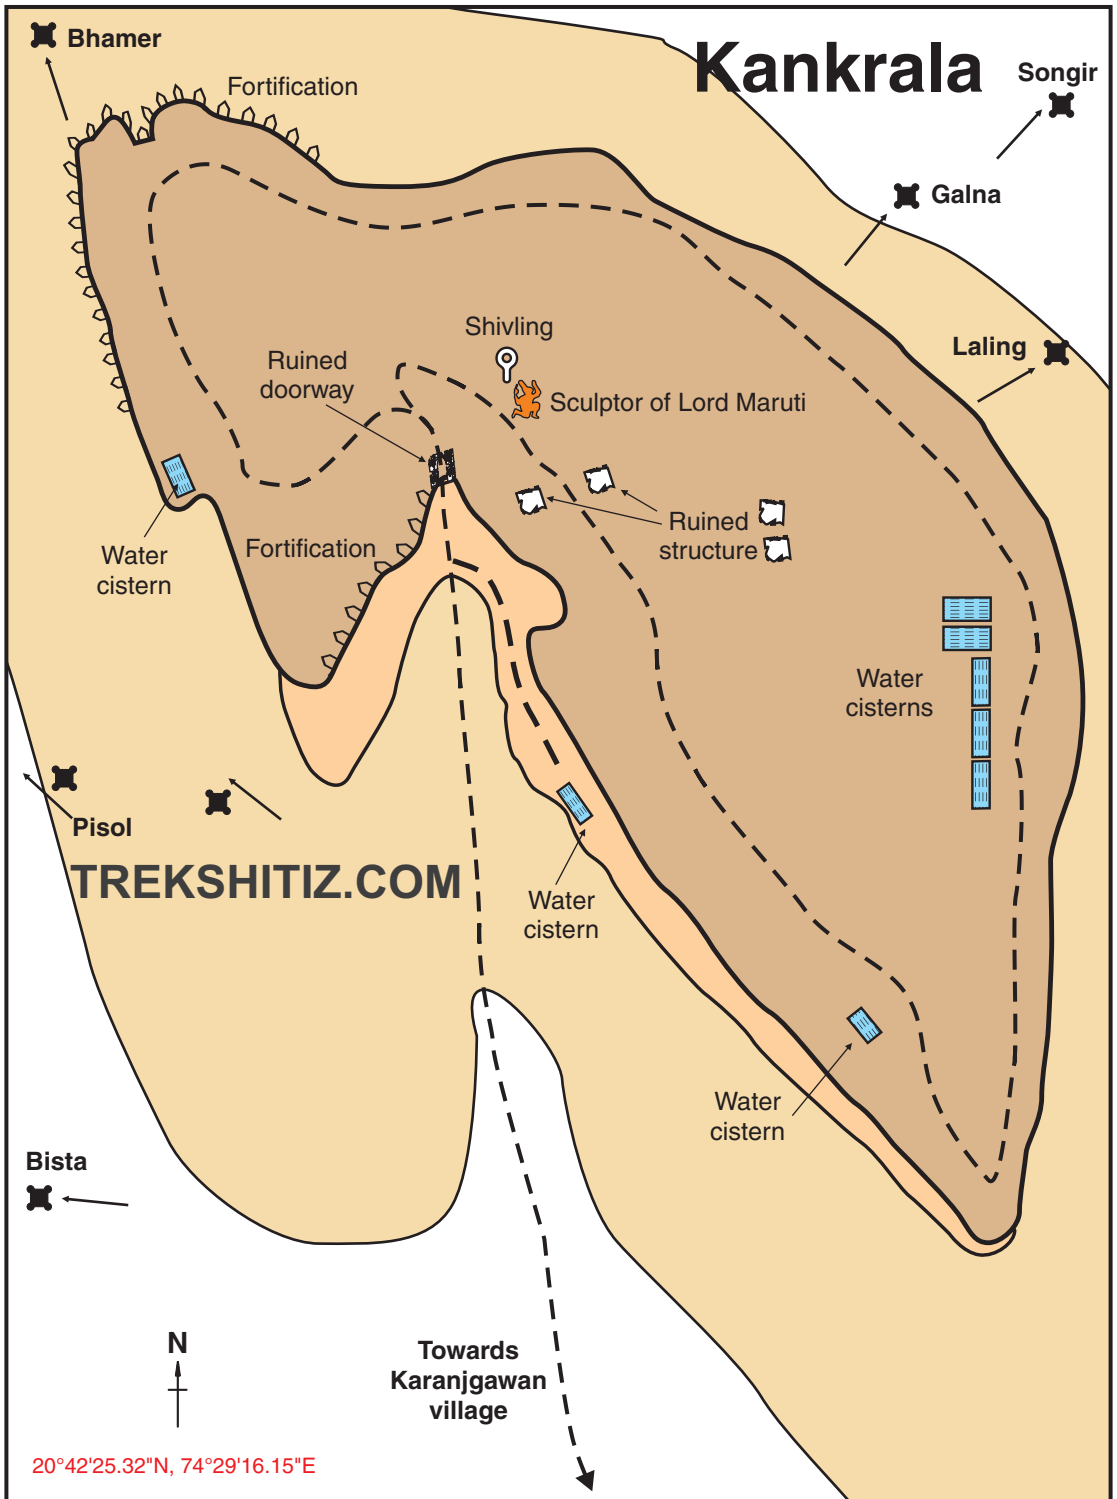 Kankrala
Bhamer
Songir
Fortification
Galna
Shivling
Laling
Ruined
doorway
Sculptor of Lord Maruti
Ruined
structure
Water
cistern
Fortification
Water
cisterns
Pisol
TREKSHITIZ.COM
Water
cistern
Water
cistern
Bista
N
Towards
Karanjgawan
village
20°42'25.32"N, 74°29'16.15"E